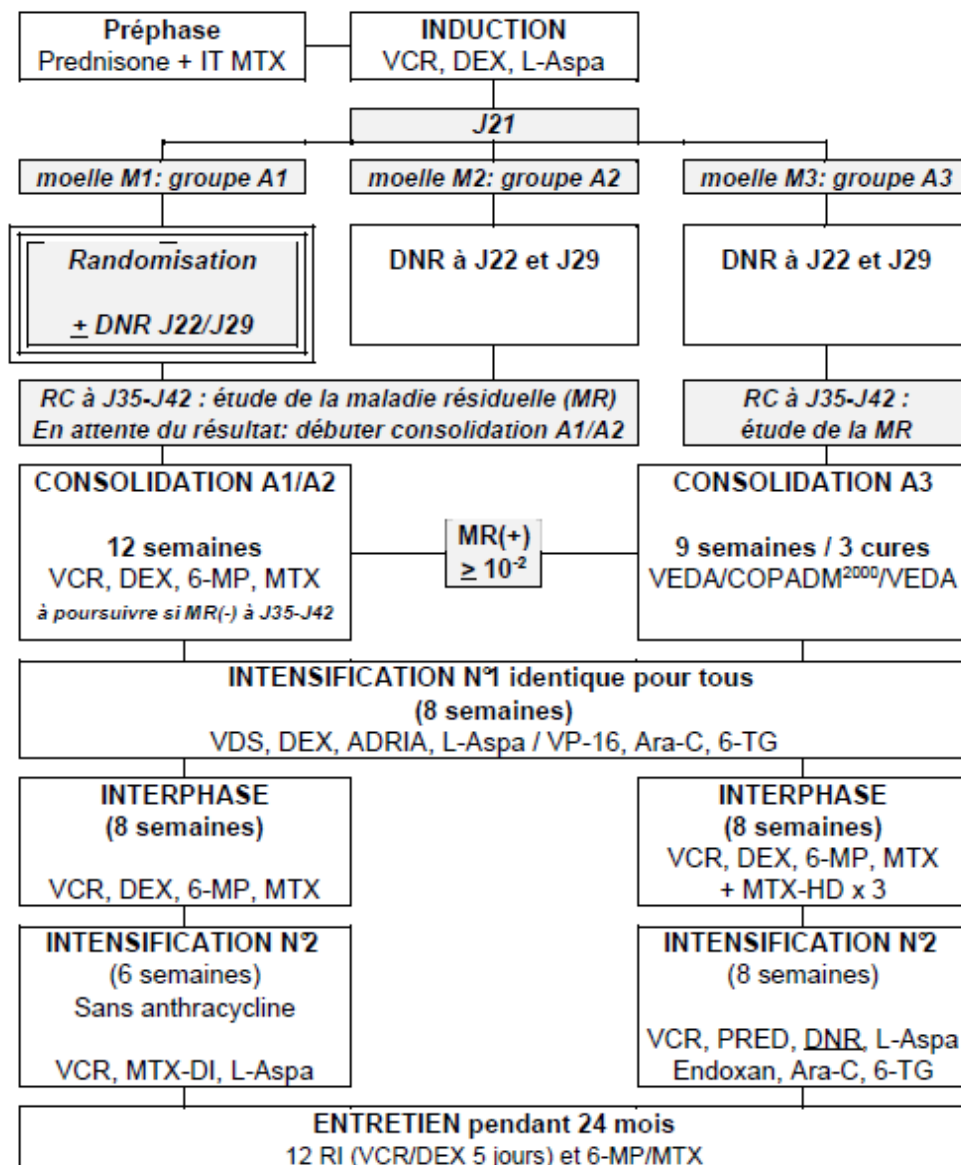 Préphase
Prednisone + IT MTX
INDUCTION
VCR, DEX, L-Aspa
J21
moelle M1: groupe A1
moelle M2: groupe A2
moelle M3: groupe A3
Randomisation
± DNR J22/J29
DNR à J22 et J29
DNR à J22 et J29
RC à J35-J42 : étude de la maladie résiduelle (MR)
En attente du résultat: débuter consolidation A1/A2
RC à J35-J42 :
étude de la MR
CONSOLIDATION A1/A2
12 semaines
VCR, DEX, 6-MP, MTX
à poursuivre si MR(-) à J35-J42
MR(+)
≥ 10⁻²
CONSOLIDATION A3
9 semaines / 3 cures
VEDA/COPADM²⁰⁰⁰/VEDA
INTENSIFICATION N°1 identique pour tous
(8 semaines)
VDS, DEX, ADRIA, L-Aspa / VP-16, Ara-C, 6-TG
INTERPHASE
(8 semaines)
VCR, DEX, 6-MP, MTX
INTERPHASE
(8 semaines)
VCR, DEX, 6-MP, MTX
+ MTX-HD x 3
INTENSIFICATION N°2
(6 semaines)
Sans anthracycline
VCR, MTX-DI, L-Aspa
INTENSIFICATION N°2
(8 semaines)
VCR, PRED, DNR, L-Aspa
Endoxan, Ara-C, 6-TG
ENTRETIEN pendant 24 mois
12 RI (VCR/DEX 5 jours) et 6-MP/MTX